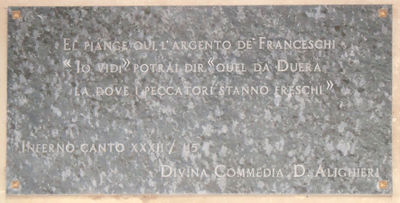 EL PIANGE QUI L'ARGENTO DE' FRANCESCHI
«IO VIDI» POTRAI DIR «QUEL DA DUERA
LA DOVE I PECCATORI STANNO FRESCHI»
INFERNO CANTO XXXII / 115
DIVINA COMMEDIA D. ALIGHIERI